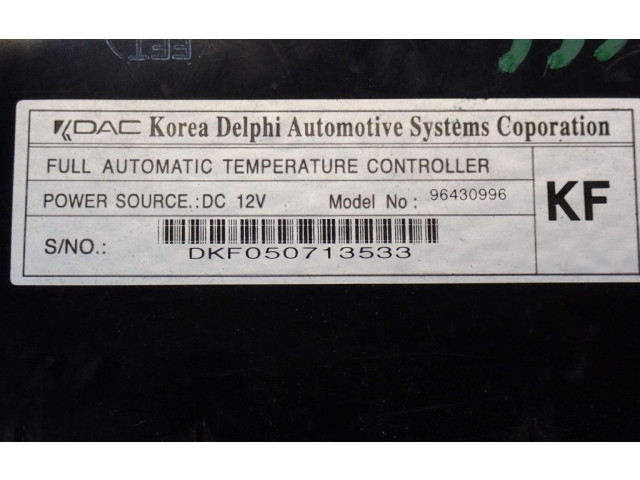 FFT
KDAC Korea Delphi Automotive Systems Coporation
FULL AUTOMATIC TEMPERATURE CONTROLLER
POWER SOURCE.:DC 12V Model No : 96430996
KF
S/NO.:
DKF050713533